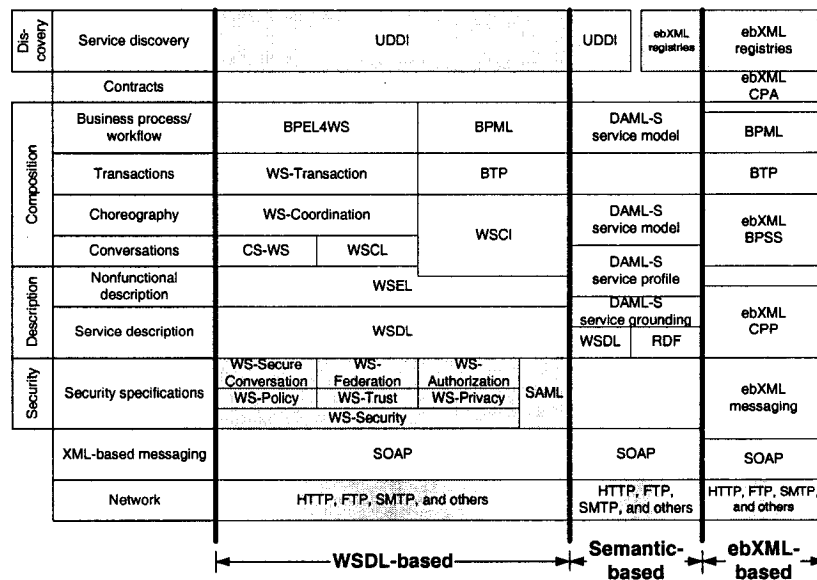 Dis-
covery
Service discovery
UDDI
UDDI
ebXML
registries
ebXML
registries
Contracts
ebXML
CPA
Composition
Business process/
workflow
BPEL4WS
BPML
DAML-S
service model
BPML
Transactions
WS-Transaction
BTP
BTP
Choreography
WS-Coordination
WSCI
DAML-S
service model
ebXML
BPSS
Conversations
CS-WS
WSCL
DAML-S
service profile
Description
Nonfunctional
description
WSEL
DAML-S
service grounding
ebXML
CPP
Service description
WSDL
WSDL
RDF
Security
Security specifications
WS-Secure
Conversation
WS-
Federation
WS-
Authorization
SAML
WS-Policy
WS-Trust
WS-Privacy
WS-Security
ebXML
messaging
XML-based messaging
SOAP
SOAP
SOAP
Network
HTTP, FTP, SMTP, and others
HTTP, FTP,
SMTP, and others
HTTP, FTP, SMTP,
and others
WSDL-based
Semantic-
based
ebXML-
based